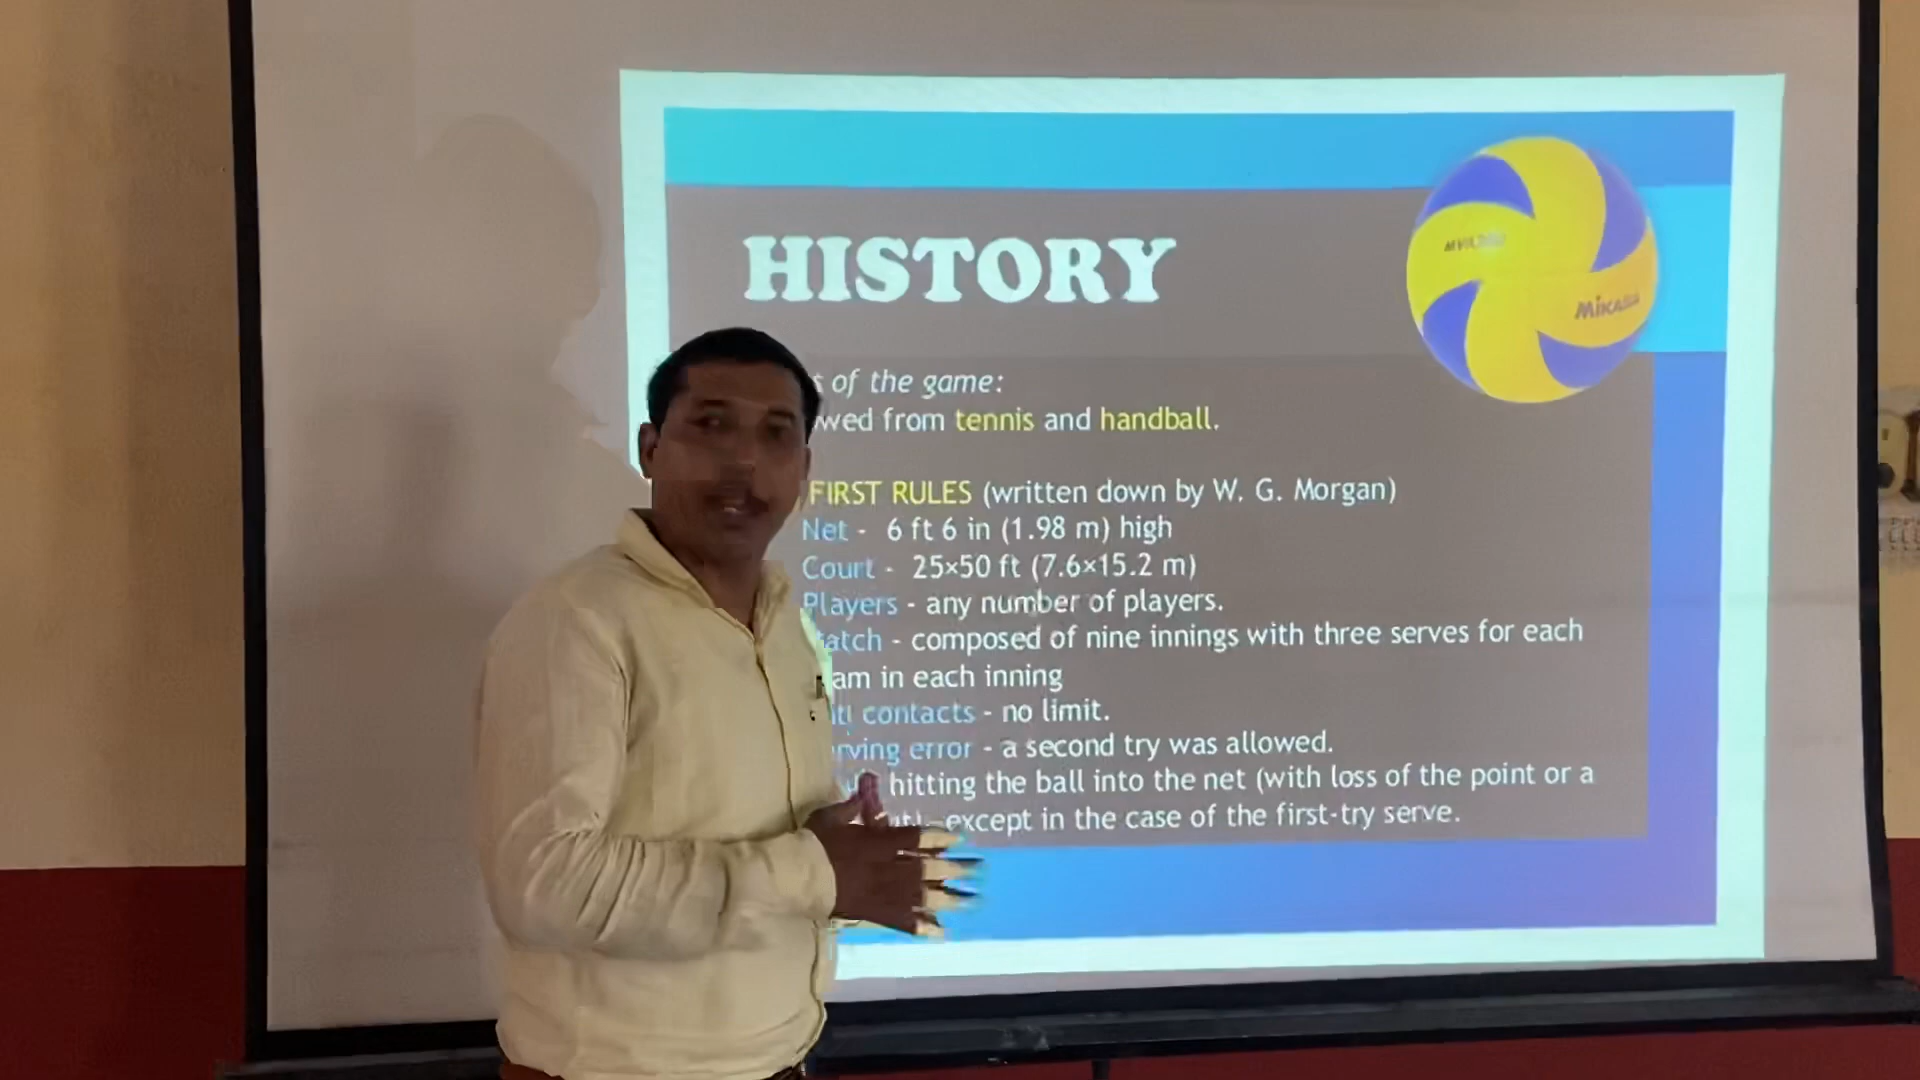 HISTORY
MIKASA
of the game:
from tennis and handball.
FIRST RULES (written down by W. G. Morgan)
Net - 6 ft 6 in (1.98 m) high
Court - 25×50 ft (7.6×15.2 m)
Players - any number of players.
- composed of nine innings with three serves for each
in each inning
contacts - no limit.
error - a second try was allowed.
hitting the ball into the net (with loss of the point or a
except in the case of the first-try serve.